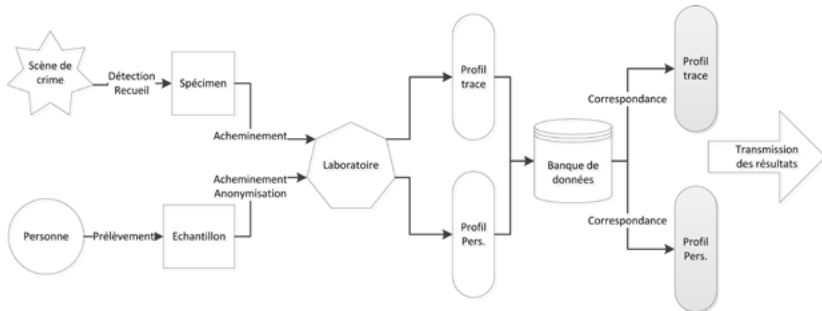 Scène de
crime
Détection
Recueil
Spécimen
Acheminement
Personne
Prélèvement
Echantillon
Acheminement
Anonymisation
Laboratoire
Profil
trace
Profil
Pers.
Banque de
données
Correspondance
Profil
trace
Correspondance
Profil
Pers.
Transmission
des résultats